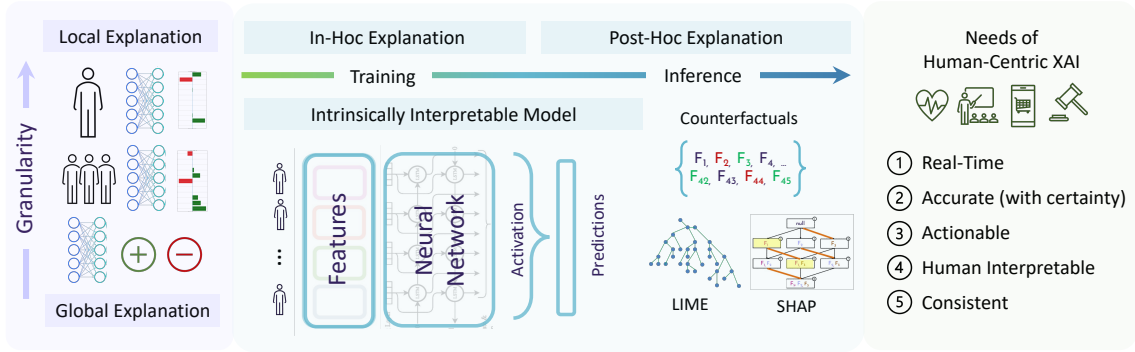 Local Explanation
Granularity
Global Explanation
In-Hoc Explanation
Post-Hoc Explanation
Training
Inference
Intrinsically Interpretable Model
Features
Neural
Network
Activation
Predictions
Counterfactuals
F1, F2, F3, F4, ..
F42, F43, F44, F45
LIME
null
SHAP
Needs of
Human-Centric XAI
1 Real-Time
2 Accurate (with certainty)
3 Actionable
4 Human Interpretable
5 Consistent